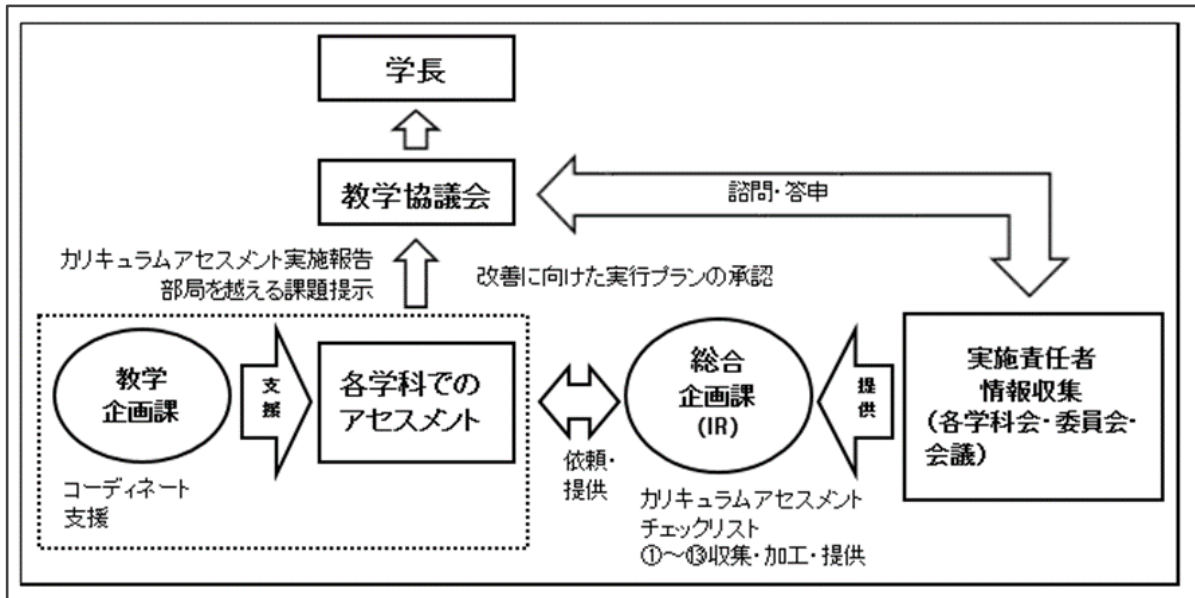 学長
教学協議会
諮問・答申
カリキュラムアセスメント実施報告
部局を越える課題提示
改善に向けた実行プランの承認
教学
企画課
支援
各学科での
アセスメント
コーディネート
支援
依頼・
提供
総合
企画課
(IR)
提供
実施責任者
情報収集
(各学科会・委員会・
会議)
カリキュラムアセスメント
チェックリスト
①～⑬収集・加工・提供